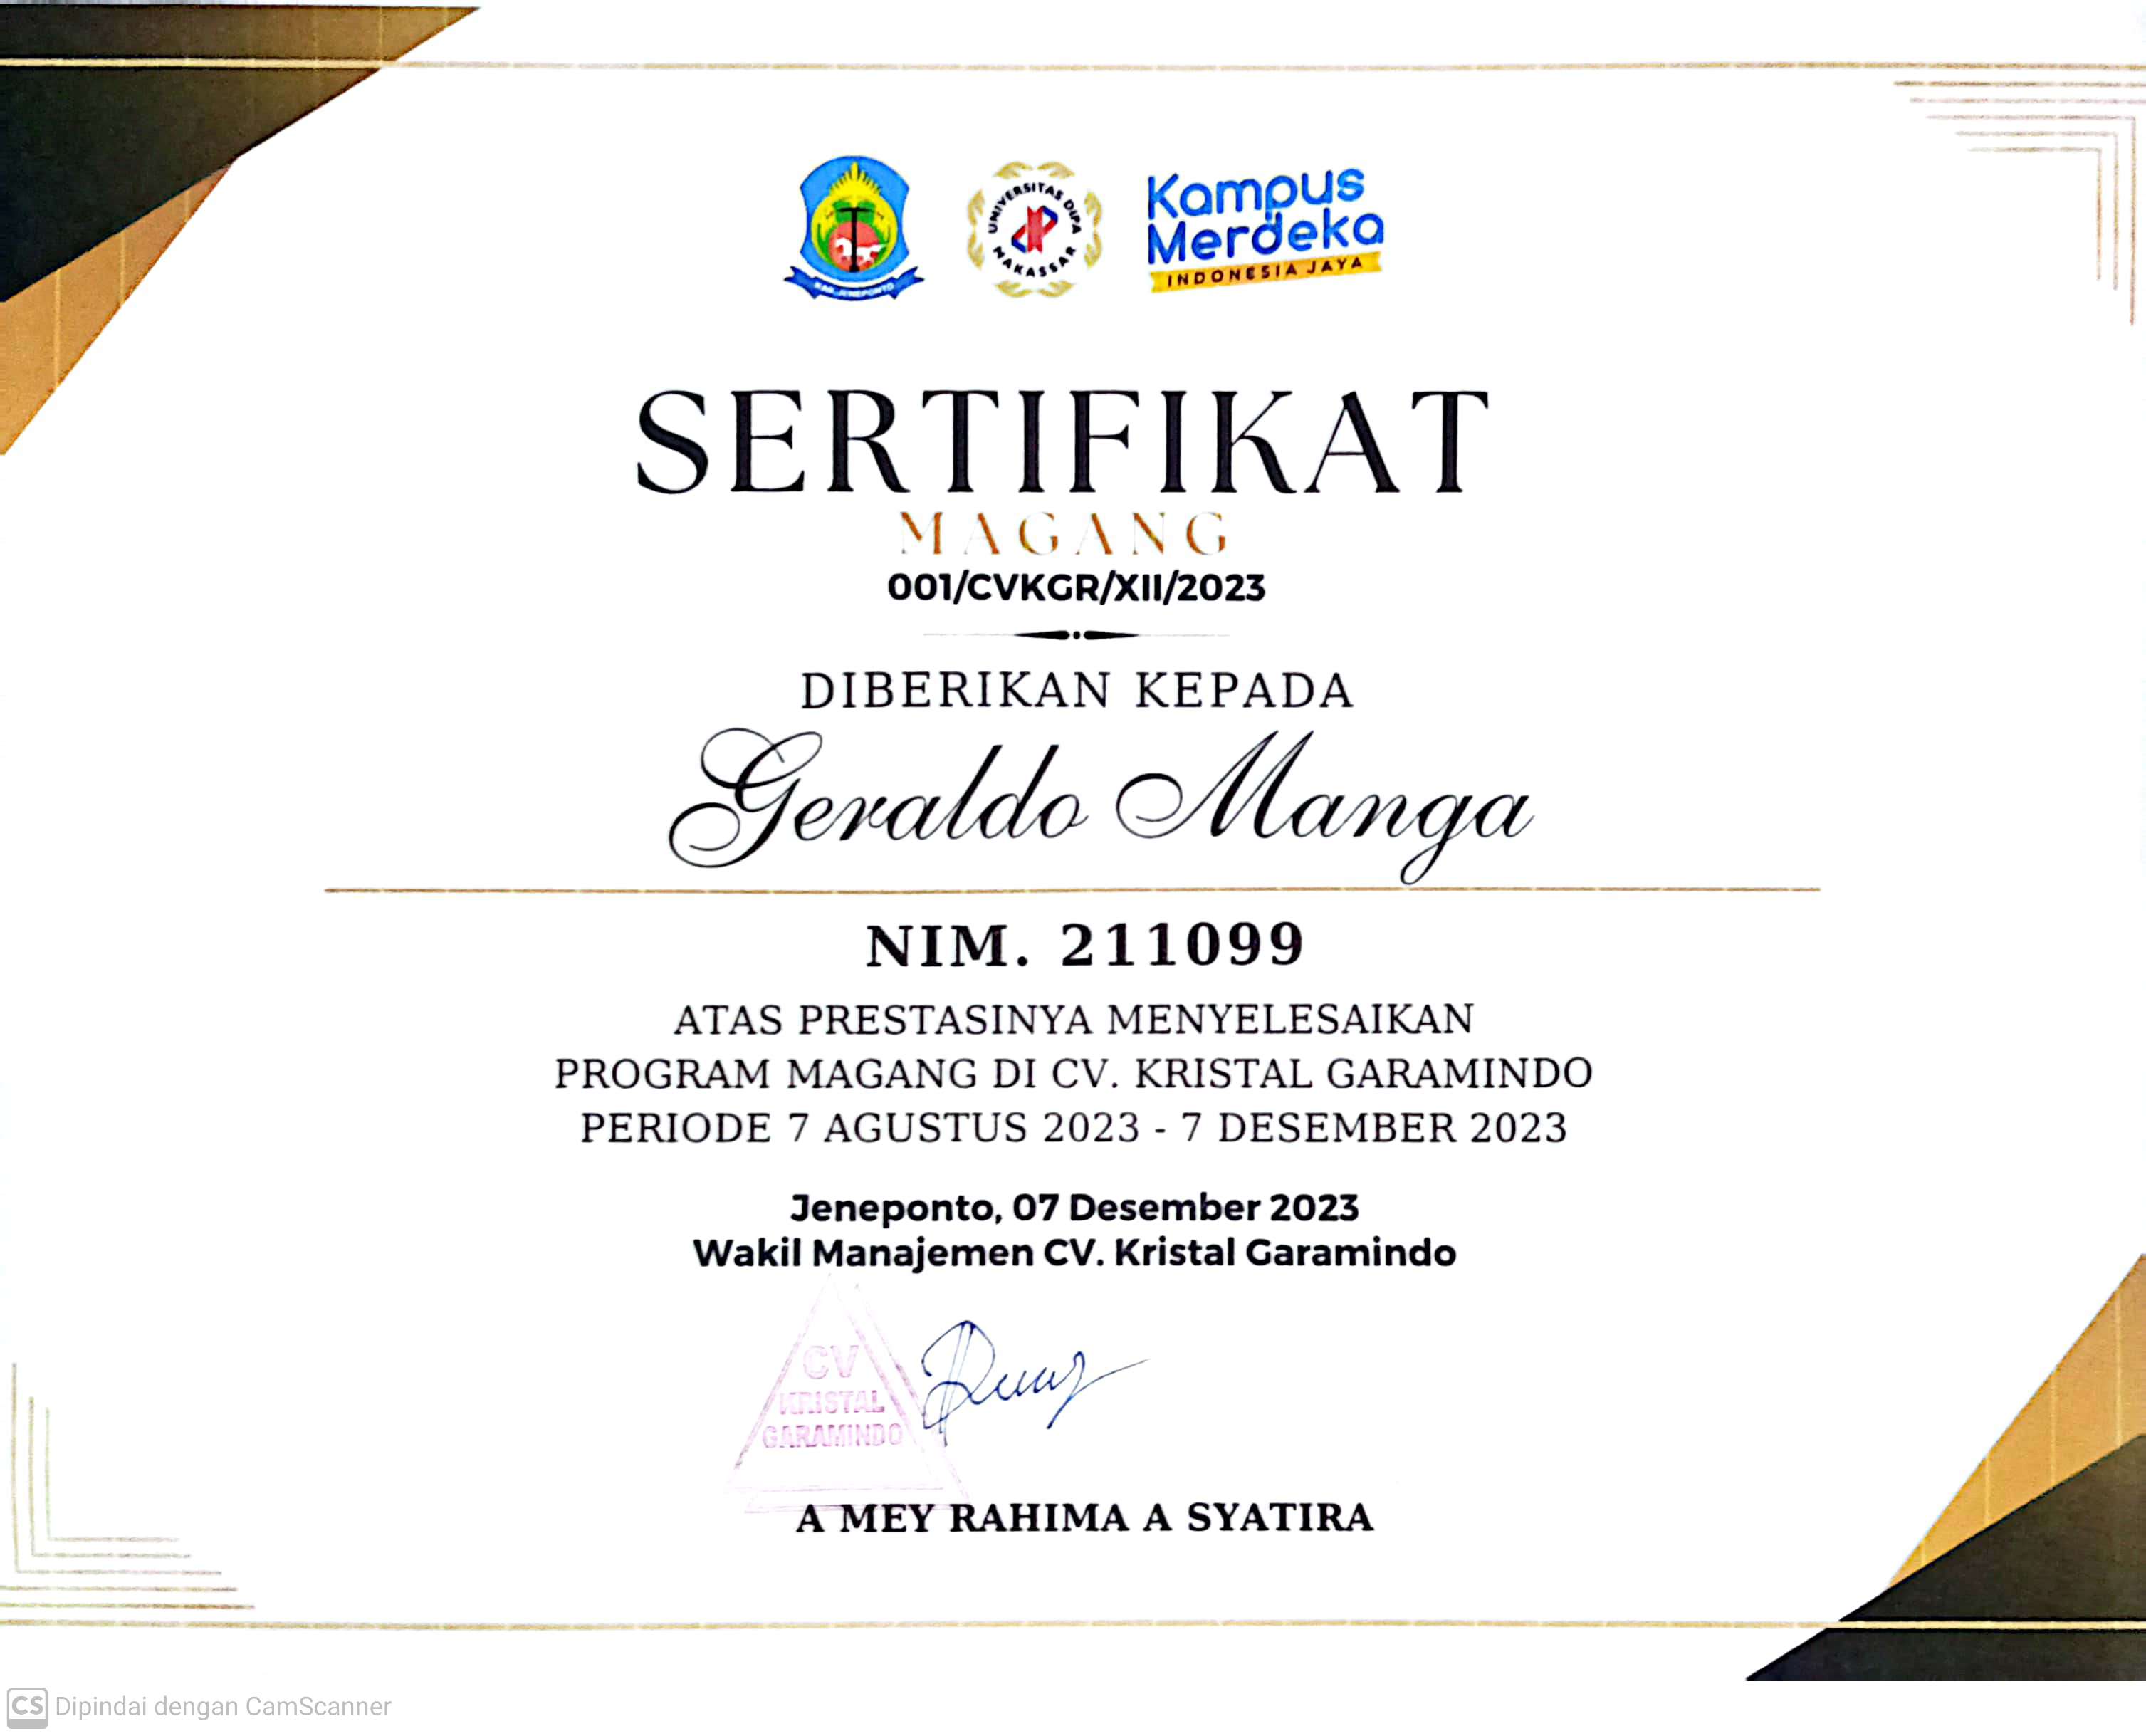 KAB. JENEPONTO
UNIVERSITAS DIPA MAKASSAR
Kampus
Merdeka
INDONESIA JAYA
SERTIFIKAT
MAGANG
001/CVKGR/XII/2023
DIBERIKAN KEPADA
Geraldo Manga
NIM. 211099
ATAS PRESTASINYA MENYELESAIKAN
PROGRAM MAGANG DI CV. KRISTAL GARAMINDO
PERIODE 7 AGUSTUS 2023 - 7 DESEMBER 2023
Jeneponto, 07 Desember 2023
Wakil Manajemen CV. Kristal Garamindo
CV
KRISTAL
GARAMINDO
A MEY RAHIMA A SYATIRA
CS Dipindai dengan CamScanner